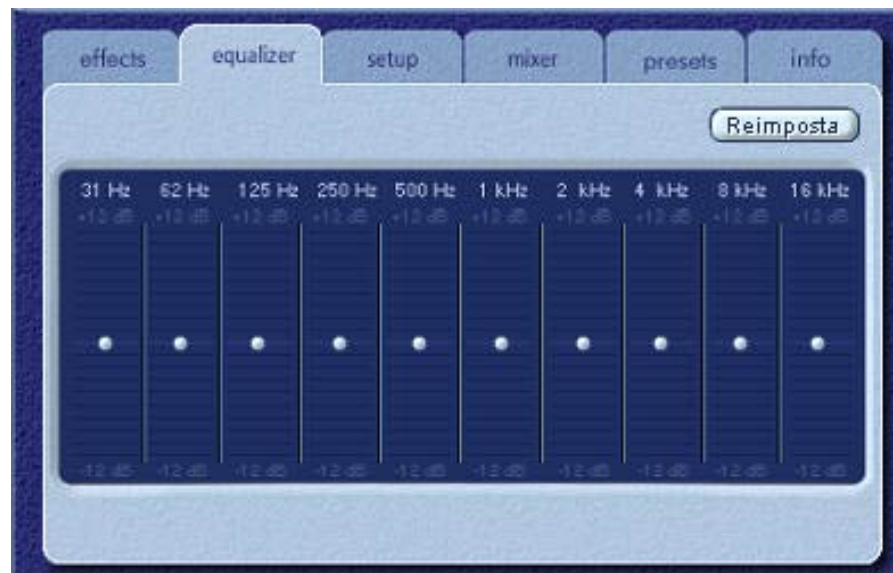 effects equalizer setup mixer presets info
Reimposta
31 Hz 62 Hz 125 Hz 250 Hz 500 Hz 1 kHz 2 kHz 4 kHz 8 kHz 16 kHz
+12 dB +12 dB +12 dB +12 dB +12 dB +12 dB +12 dB +12 dB +12 dB +12 dB
-12 dB -12 dB -12 dB -12 dB -12 dB -12 dB -12 dB -12 dB -12 dB -12 dB